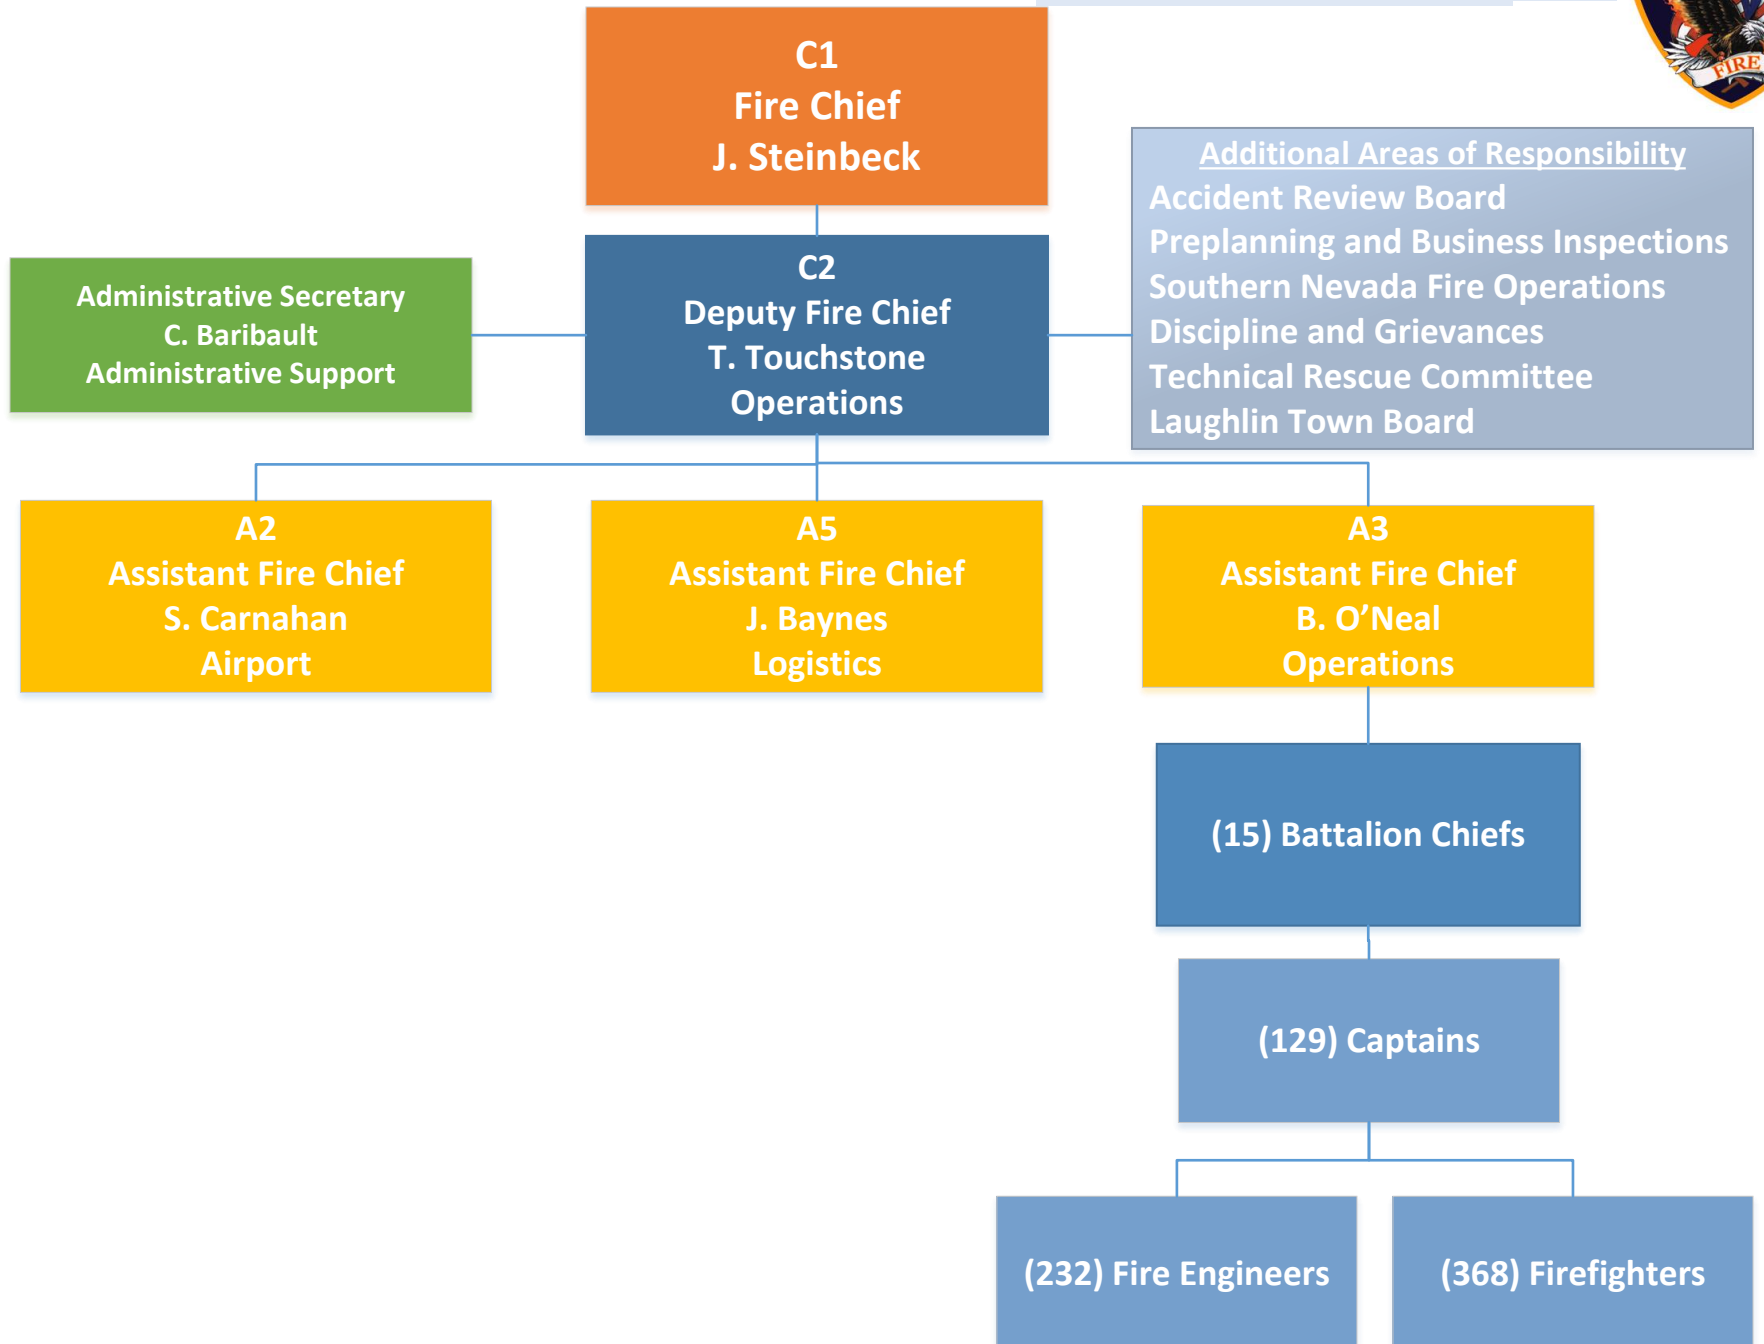 FIRE
C1
Fire Chief
J. Steinbeck
Additional Areas of Responsibility
Accident Review Board
Preplanning and Business Inspections
Southern Nevada Fire Operations
Discipline and Grievances
Technical Rescue Committee
Laughlin Town Board
C2
Deputy Fire Chief
T. Touchstone
Operations
Administrative Secretary
C. Baribault
Administrative Support
A2
Assistant Fire Chief
S. Carnahan
Airport
A5
Assistant Fire Chief
J. Baynes
Logistics
A3
Assistant Fire Chief
B. O’Neal
Operations
(15) Battalion Chiefs
(129) Captains
(232) Fire Engineers
(368) Firefighters